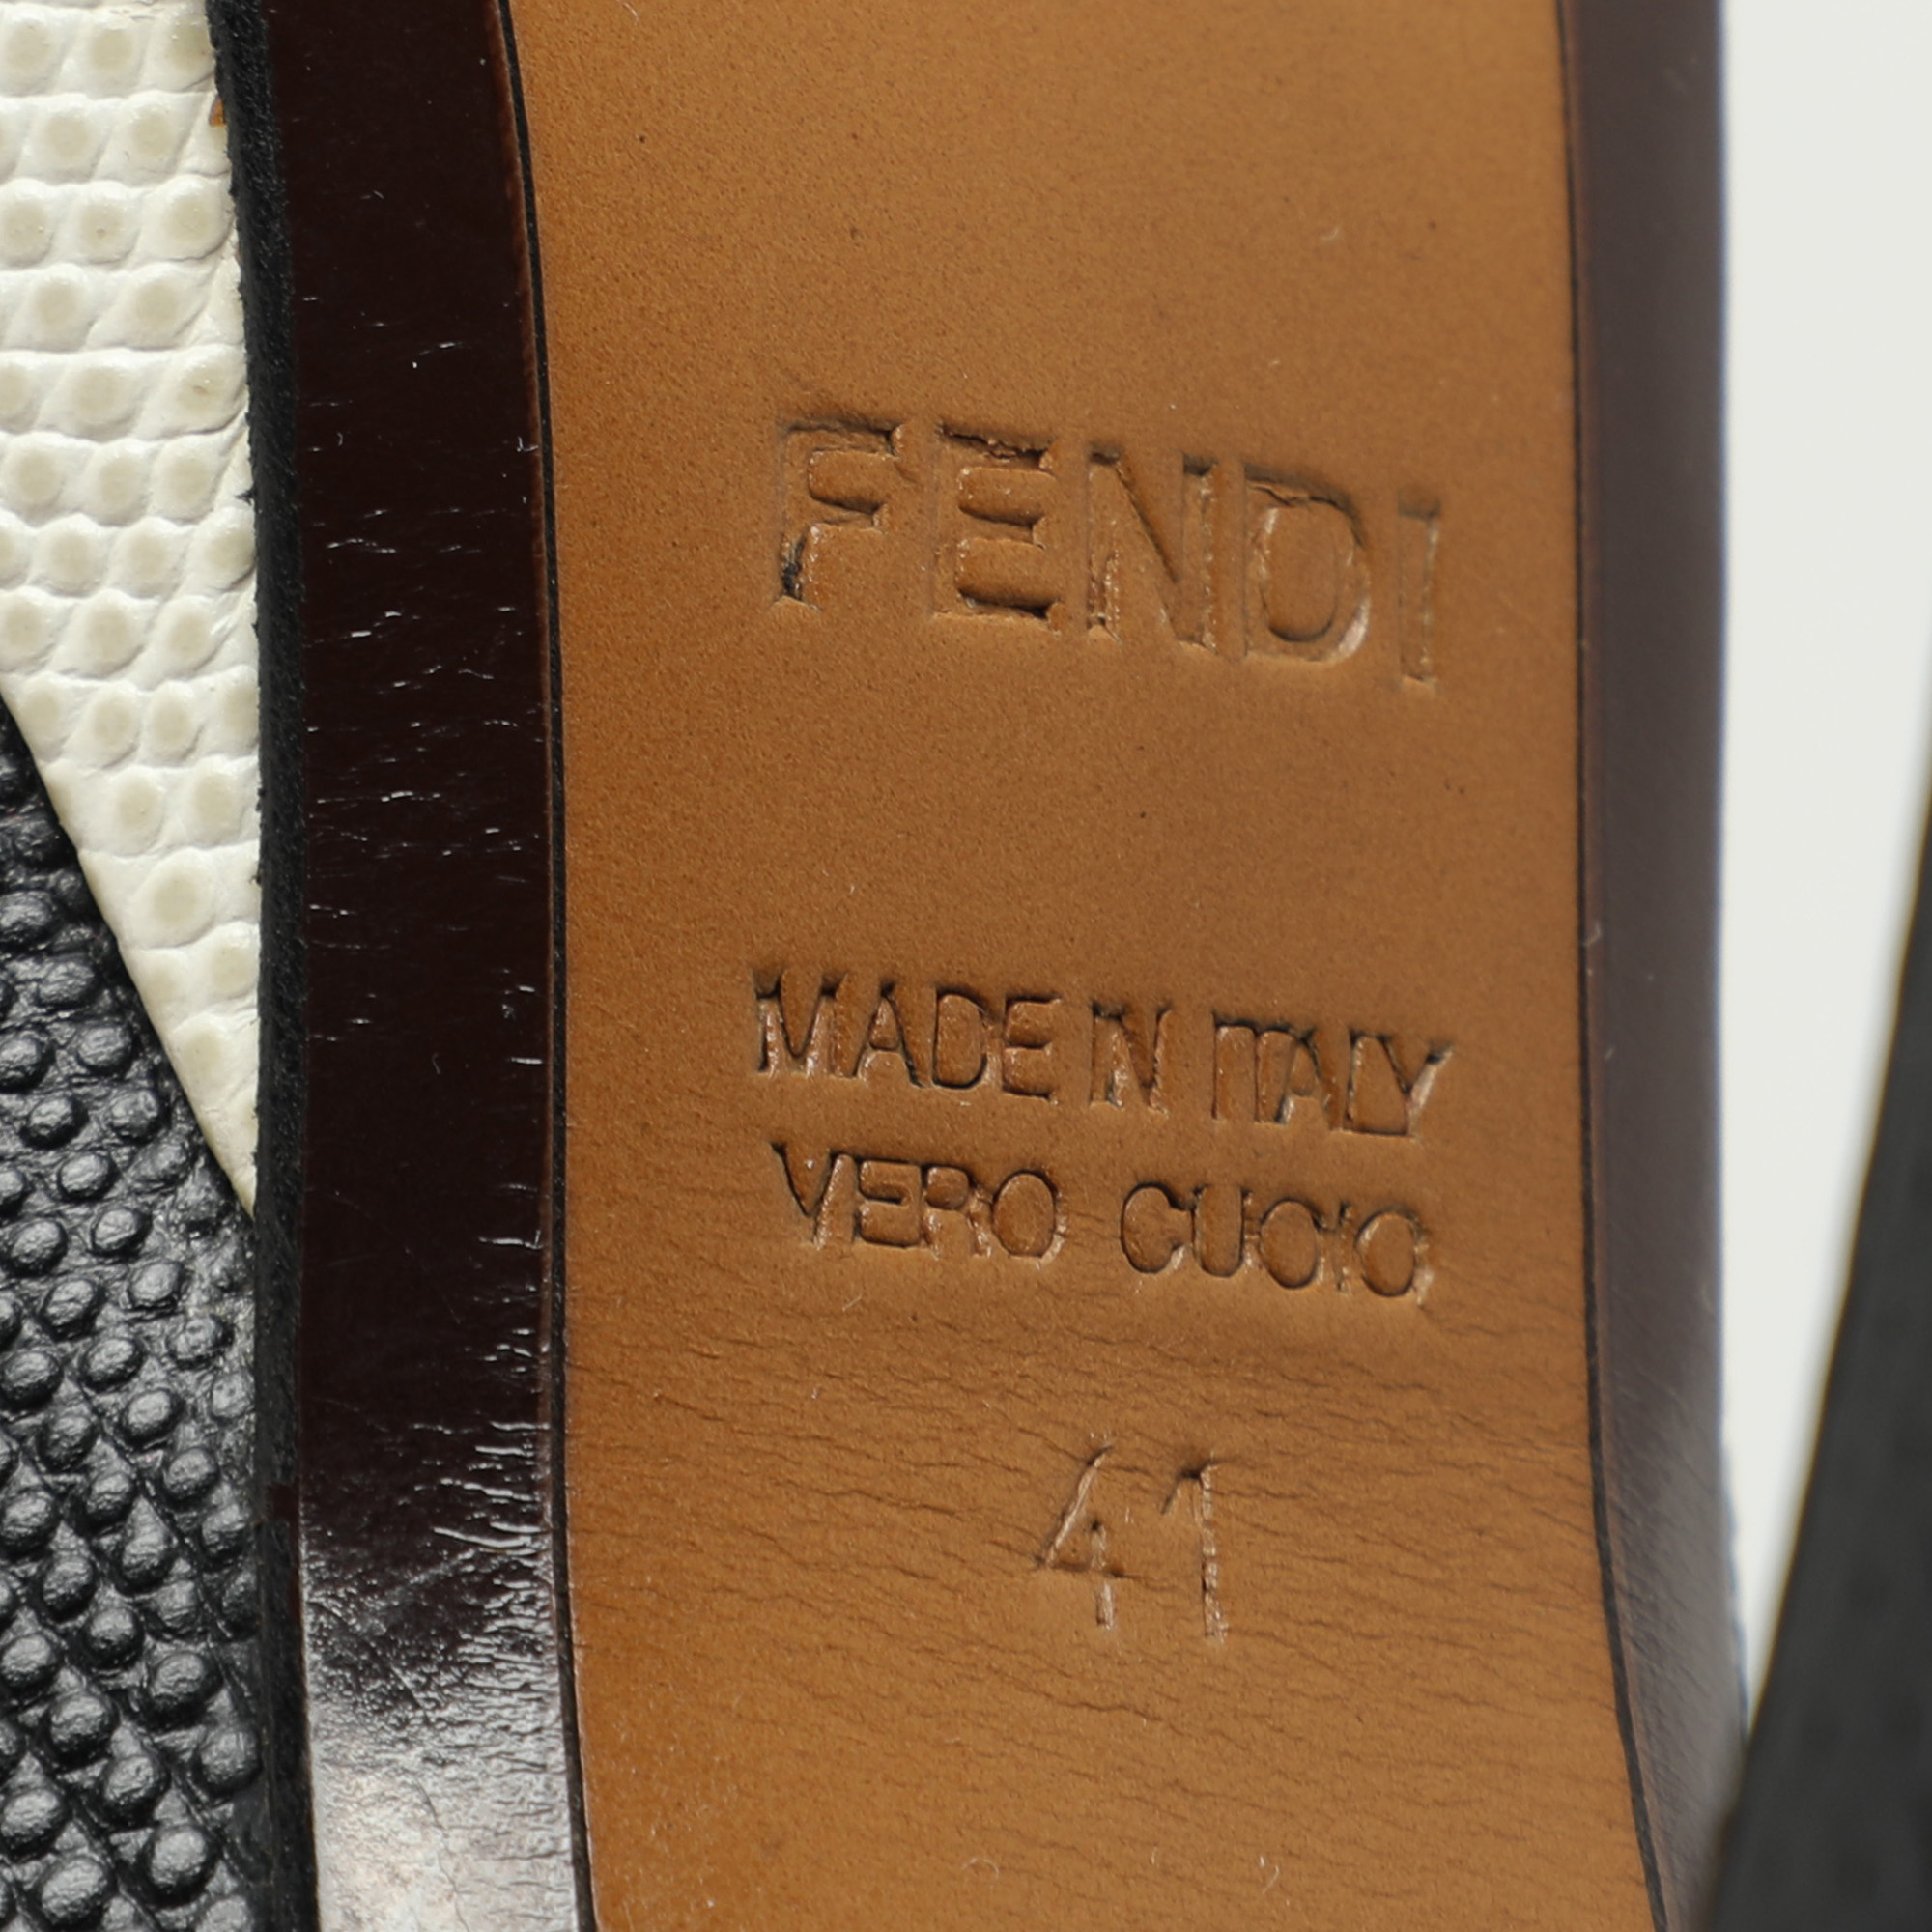 FENDI
MADE IN ITALY
VERO CUOIO
41